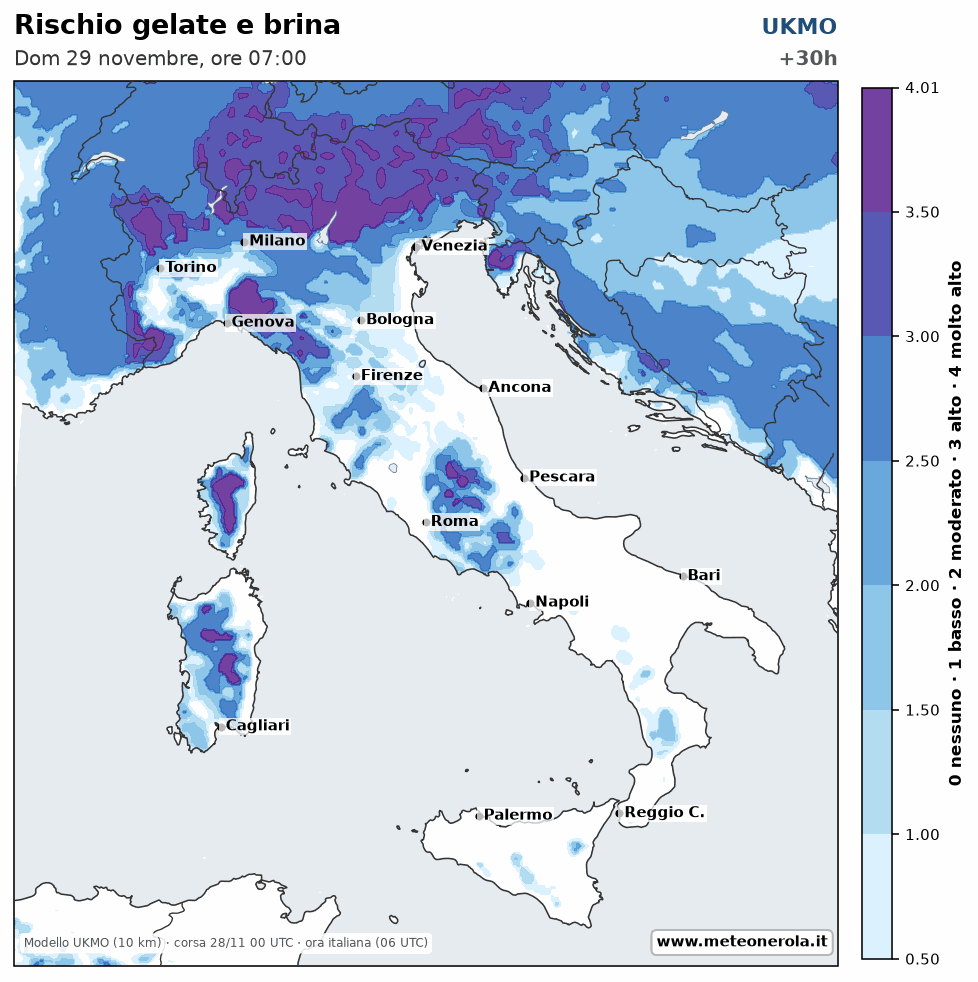 Rischio gelate e brina
UKMO
Dom 29 novembre, ore 07:00
+30h
4.01
3.50
3.00
2.50
2.00
1.50
1.00
0.50
0 nessuno · 1 basso · 2 moderato · 3 alto · 4 molto alto
Milano
Venezia
Torino
Genova
Bologna
Firenze
Ancona
Pescara
Roma
Bari
Napoli
Cagliari
Palermo
Reggio C.
Modello UKMO (10 km) · corsa 28/11 00 UTC · ora italiana (06 UTC)
www.meteonerola.it